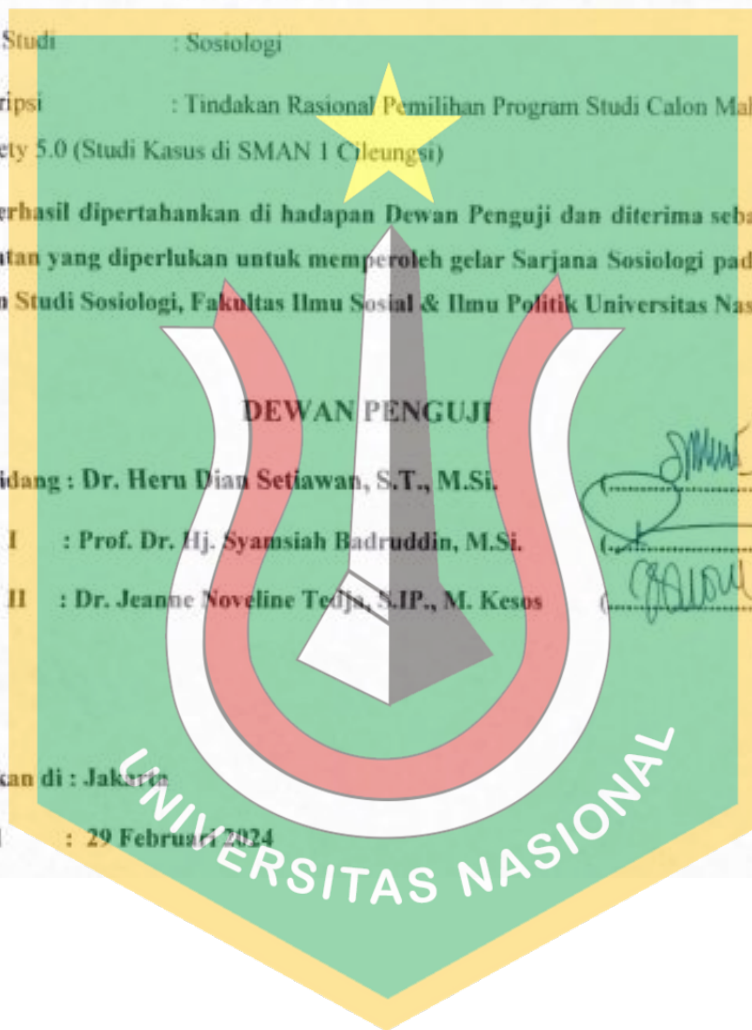 Studi : Sosiologi
ripsi : Tindakan Rasional Pemilihan Program Studi Calon Mal
ety 5.0 (Studi Kasus di SMAN 1 Cileungsi)
erhasil dipertahankan di hadapan Dewan Penguji dan diterima seba
atan yang diperlukan untuk memperoleh gelar Sarjana Sosiologi pad
n Studi Sosiologi, Fakultas Ilmu Sosial & Ilmu Politik Universitas Nas
DEWAN PENGUJI
idang : Dr. Heru Dian Setiawan, S.T., M.Si. (....................
I : Prof. Dr. Hj. Syamsiah Badruddin, M.Si. (....................
II : Dr. Jeanne Noveline Tedja, S.IP., M. Kesos (....................
kan di : Jakarta
: 29 Februari 2024
UNIVERSITAS NASIONAL